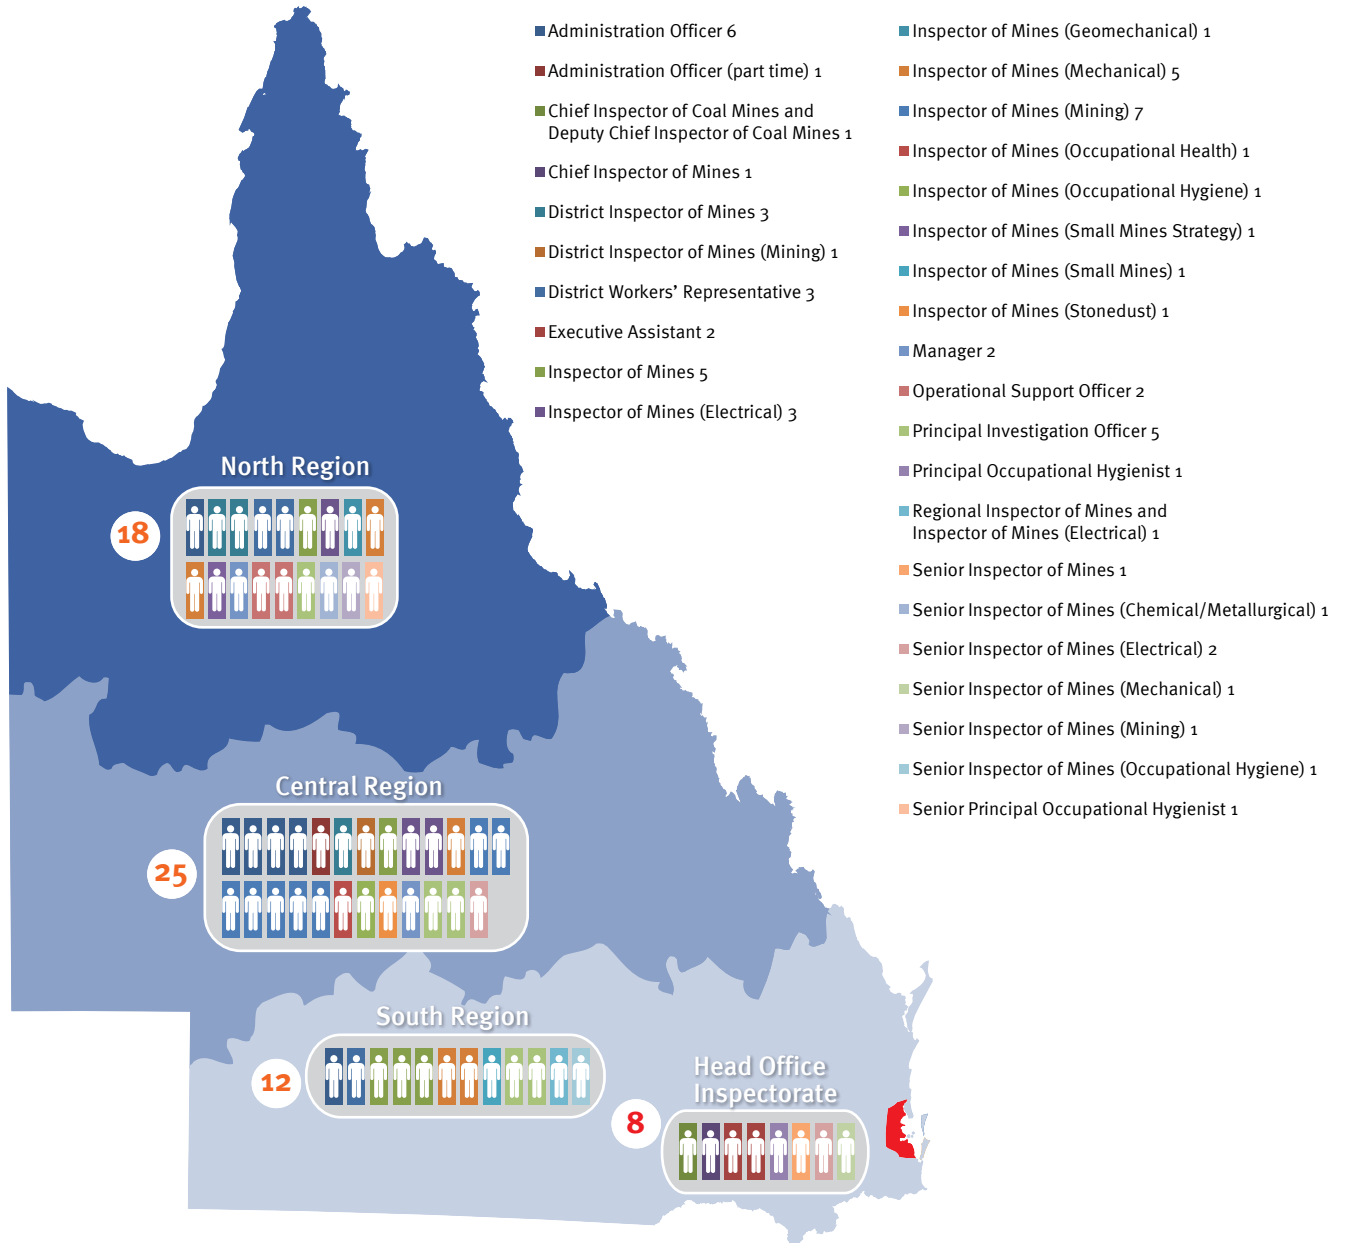 Administration Officer 6
Administration Officer (part time) 1
Chief Inspector of Coal Mines and
Deputy Chief Inspector of Coal Mines 1
Chief Inspector of Mines 1
District Inspector of Mines 3
District Inspector of Mines (Mining) 1
District Workers’ Representative 3
Executive Assistant 2
Inspector of Mines 5
Inspector of Mines (Electrical) 3
Inspector of Mines (Geomechanical) 1
Inspector of Mines (Mechanical) 5
Inspector of Mines (Mining) 7
Inspector of Mines (Occupational Health) 1
Inspector of Mines (Occupational Hygiene) 1
Inspector of Mines (Small Mines Strategy) 1
Inspector of Mines (Small Mines) 1
Inspector of Mines (Stonedust) 1
Manager 2
Operational Support Officer 2
Principal Investigation Officer 5
Principal Occupational Hygienist 1
Regional Inspector of Mines and
Inspector of Mines (Electrical) 1
Senior Inspector of Mines 1
Senior Inspector of Mines (Chemical/Metallurgical) 1
Senior Inspector of Mines (Electrical) 2
Senior Inspector of Mines (Mechanical) 1
Senior Inspector of Mines (Mining) 1
Senior Inspector of Mines (Occupational Hygiene) 1
Senior Principal Occupational Hygienist 1
North Region
18
Central Region
25
South Region
12
Head Office
Inspectorate
8